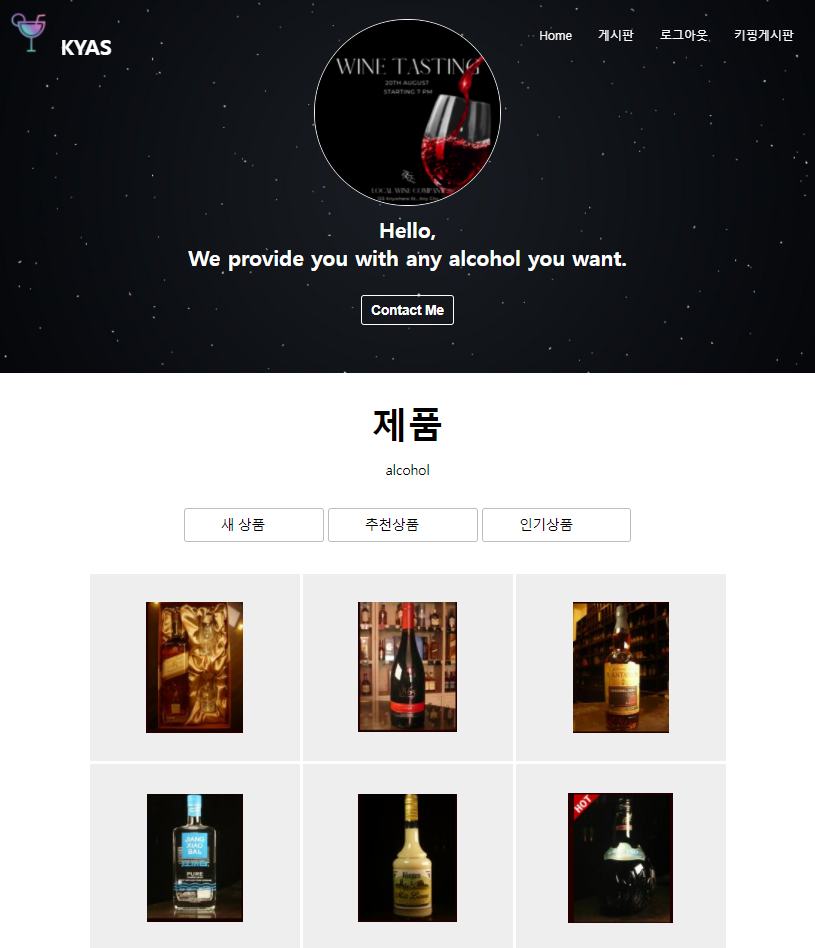 KYAS
Home 게시판 로그아웃 키핑게시판
WINE TASTING
20TH AUGUST
STARTING 7 PM
LOCAL WINE COMPANY
Hello,
We provide you with any alcohol you want.
Contact Me
제품
alcohol
새 상품 추천상품 인기상품
JIANG
XIAO
BAI
PURE
HOT